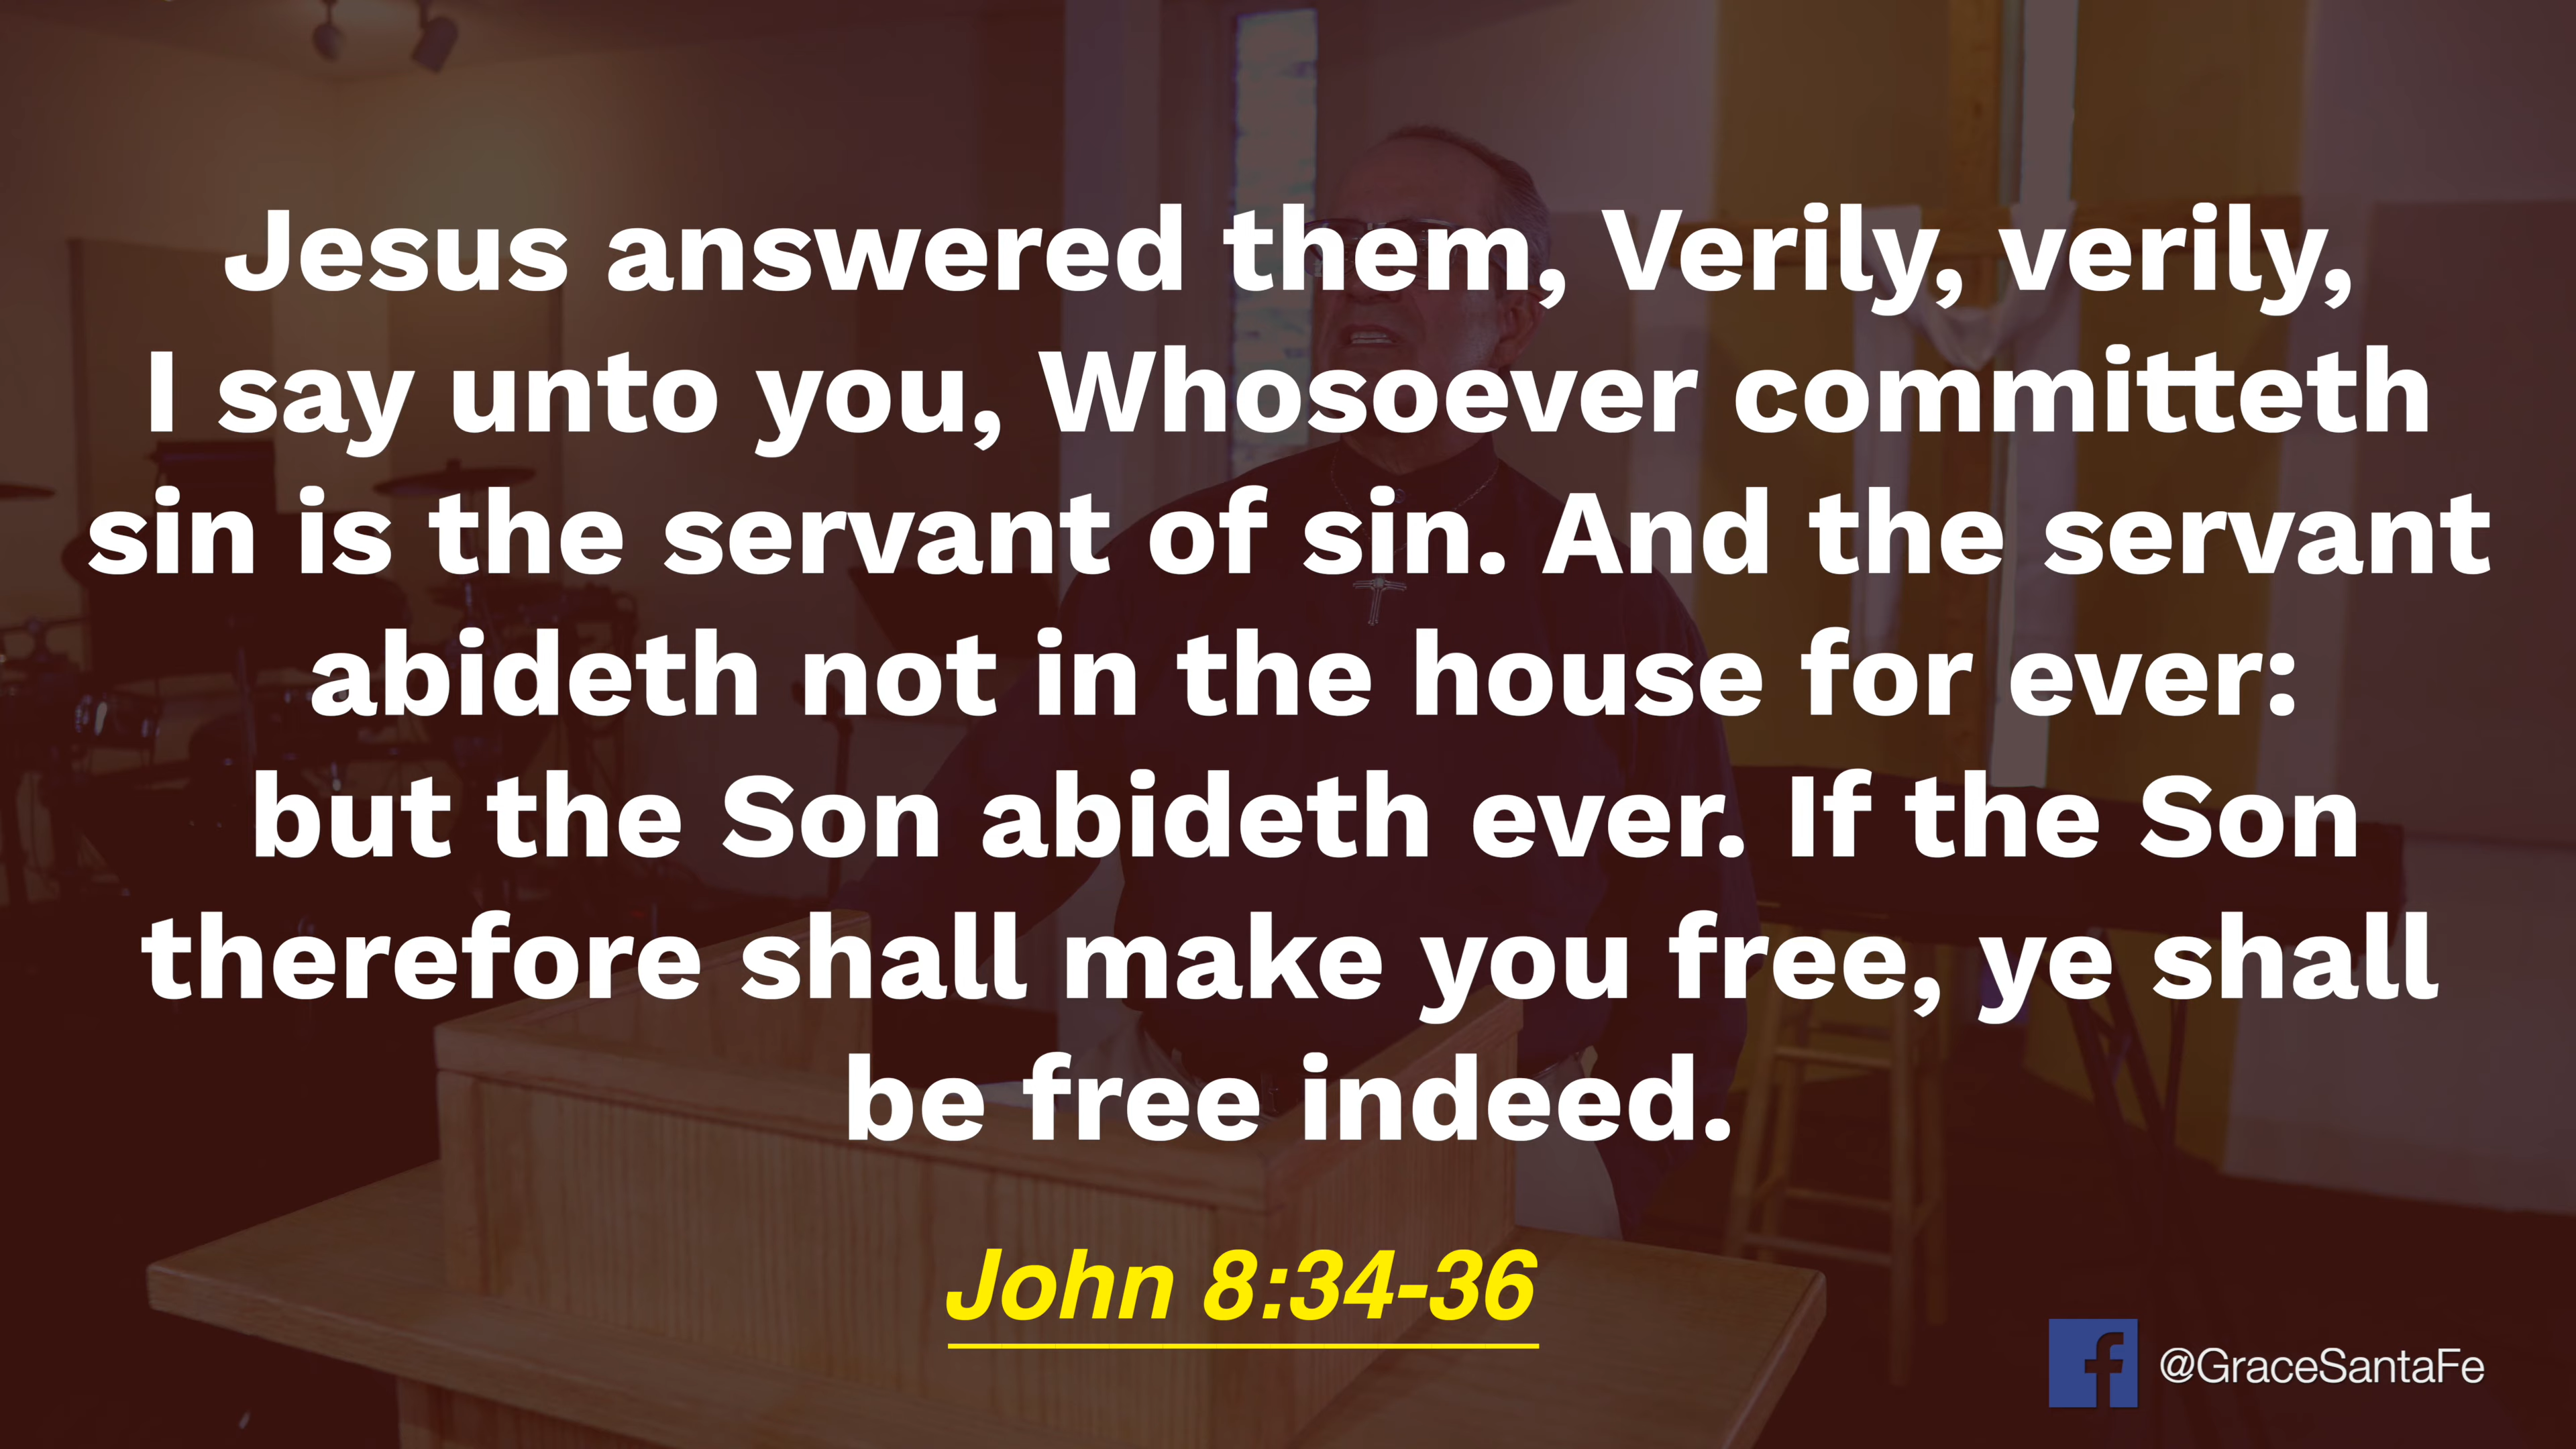 Jesus answered them, Verily, verily,
I say unto you, Whosoever committeth
sin is the servant of sin. And the servant
abideth not in the house for ever:
but the Son abideth ever. If the Son
therefore shall make you free, ye shall
be free indeed.
John 8:34-36
f @GraceSantaFe